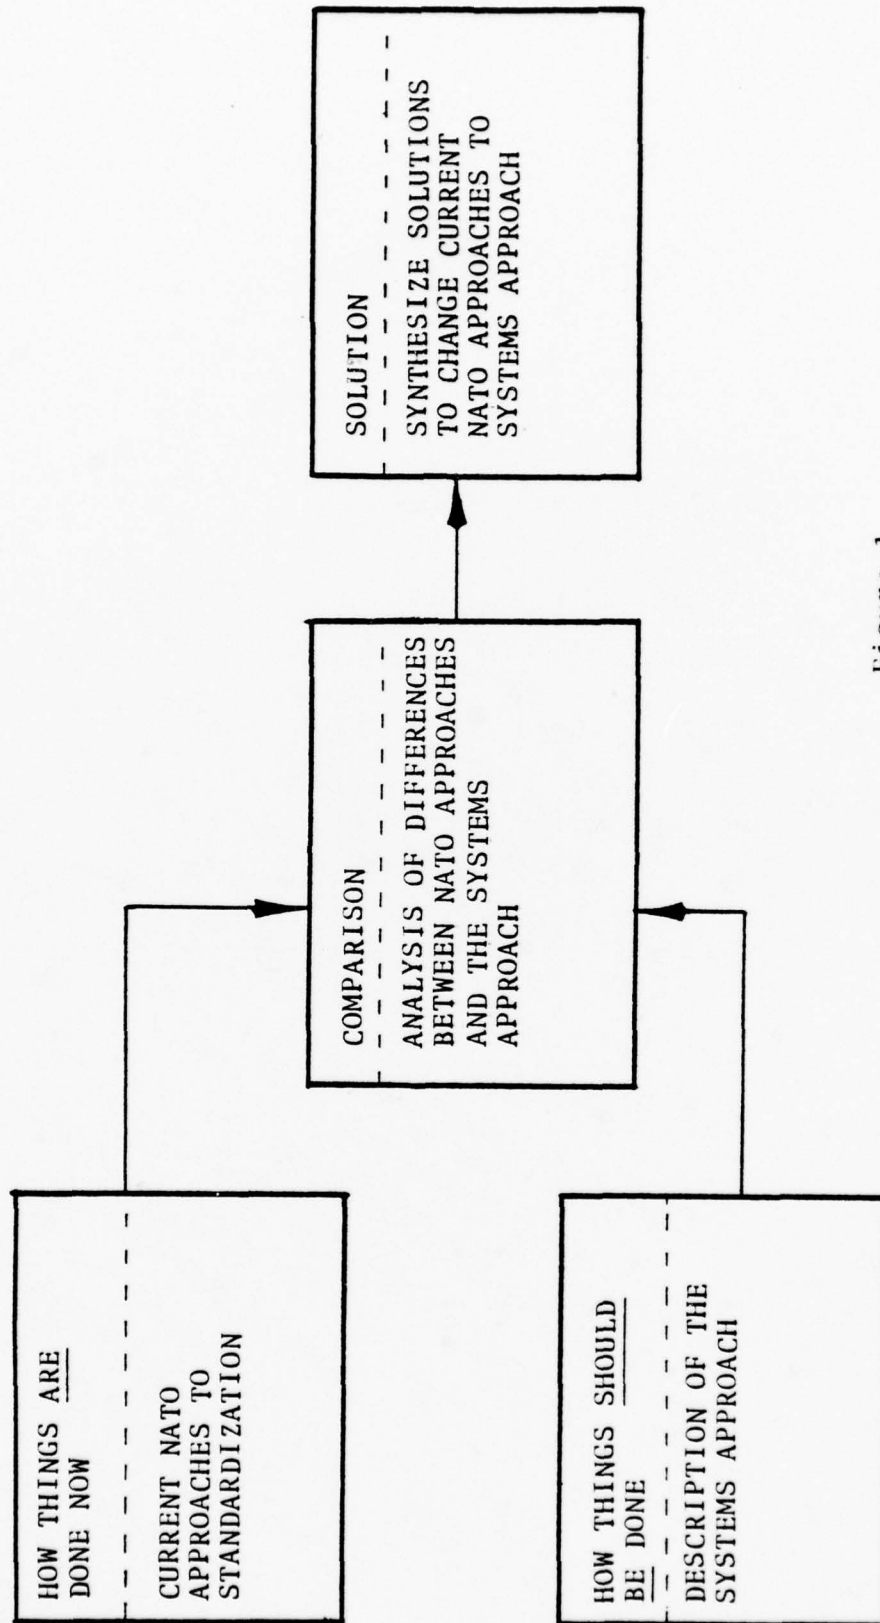 HOW THINGS ARE
DONE NOW
CURRENT NATO
APPROACHES TO
STANDARDIZATION
HOW THINGS SHOULD
BE DONE
DESCRIPTION OF THE
SYSTEMS APPROACH
COMPARISON
ANALYSIS OF DIFFERENCES
BETWEEN NATO APPROACHES
AND THE SYSTEMS
APPROACH
SOLUTION
SYNTHESIZE SOLUTIONS
TO CHANGE CURRENT
NATO APPROACHES TO
SYSTEMS APPROACH